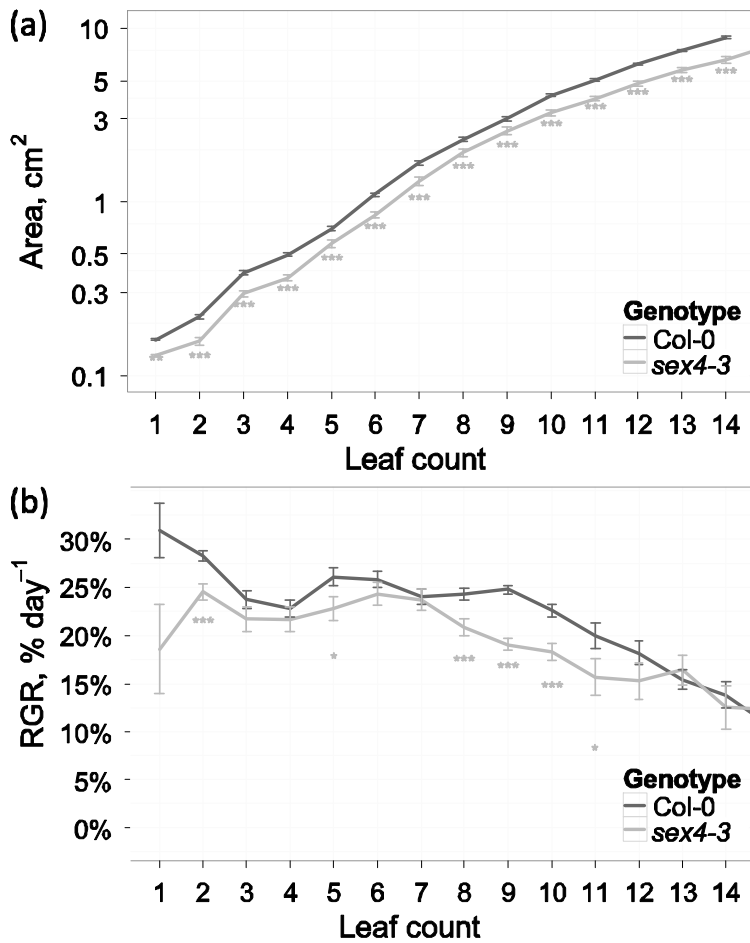 (a)
Area, cm²
10
5
3
1
0.5
0.3
0.1
**
***
***
***
***
***
***
***
***
***
***
***
***
***
Genotype
Col-0
sex4-3
1 2 3 4 5 6 7 8 9 10 11 12 13 14
Leaf count
(b)
RGR, % day⁻¹
30%
25%
20%
15%
10%
5%
0%
***
*
***
***
***
*
Genotype
Col-0
sex4-3
1 2 3 4 5 6 7 8 9 10 11 12 13 14
Leaf count